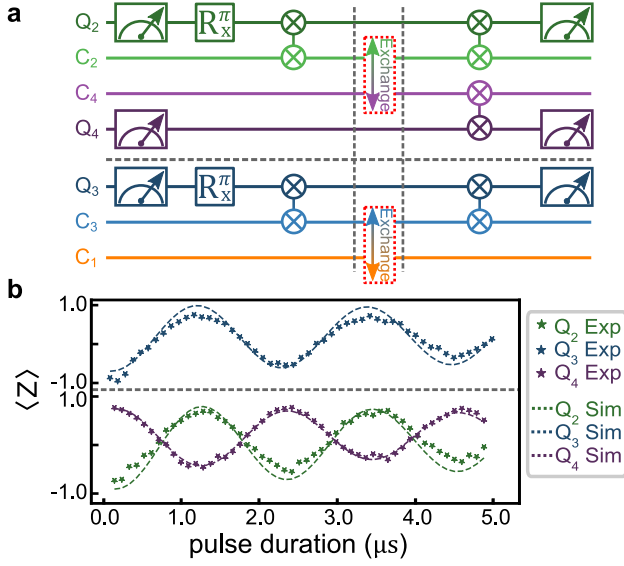 a
Q₂ Rₓ^π
C₂
Exchange
C₄
Q₄
Q₃ Rₓ^π
C₃
Exchange
C₁
b
1.0
-1.0
1.0
-1.0
⟨Z⟩
0.0 1.0 2.0 3.0 4.0 5.0
pulse duration (μs)
Q₂ Exp
Q₃ Exp
Q₄ Exp
Q₂ Sim
Q₃ Sim
Q₄ Sim